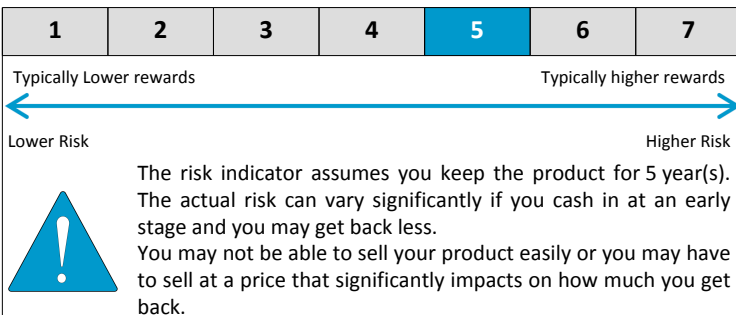 1 2 3 4 5 6 7
Typically Lower rewards Typically higher rewards
Lower Risk Higher Risk
The risk indicator assumes you keep the product for 5 year(s).
The actual risk can vary significantly if you cash in at an early
stage and you may get back less.
You may not be able to sell your product easily or you may have
to sell at a price that significantly impacts on how much you get
back.